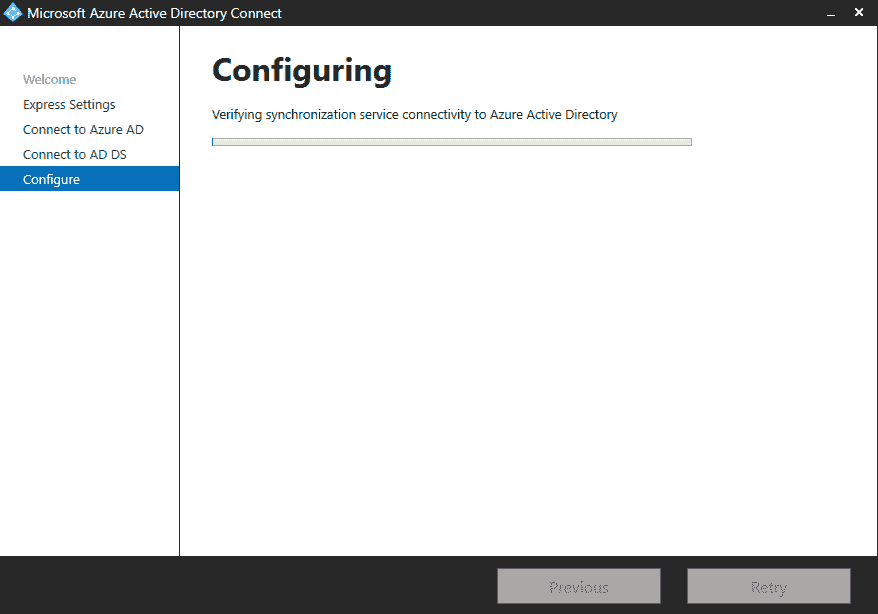 Microsoft Azure Active Directory Connect
Welcome
Express Settings
Connect to Azure AD
Connect to AD DS
Configure
Configuring
Verifying synchronization service connectivity to Azure Active Directory
Previous
Retry